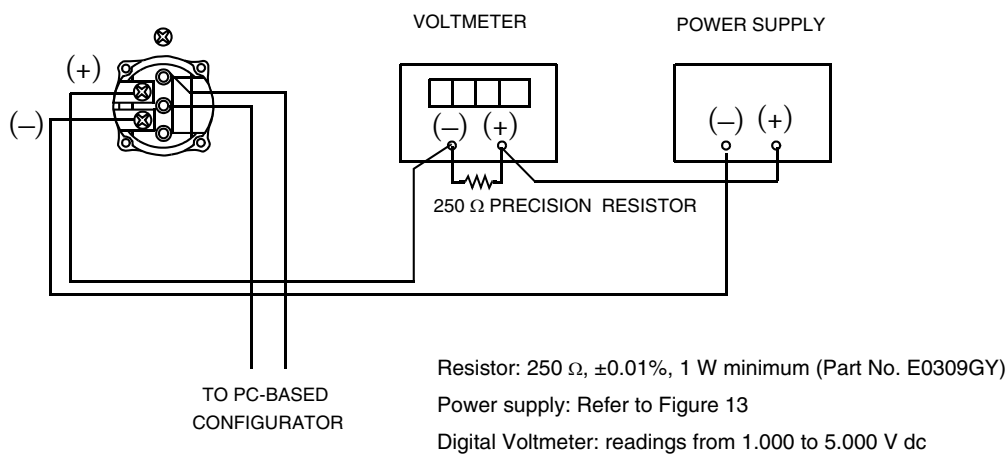 VOLTMETER
POWER SUPPLY
(+)
(−)
(−) (+)
(−) (+)
250 Ω PRECISION RESISTOR
TO PC-BASED
CONFIGURATOR
Resistor: 250 Ω, ±0.01%, 1 W minimum (Part No. E0309GY)
Power supply: Refer to Figure 13
Digital Voltmeter: readings from 1.000 to 5.000 V dc